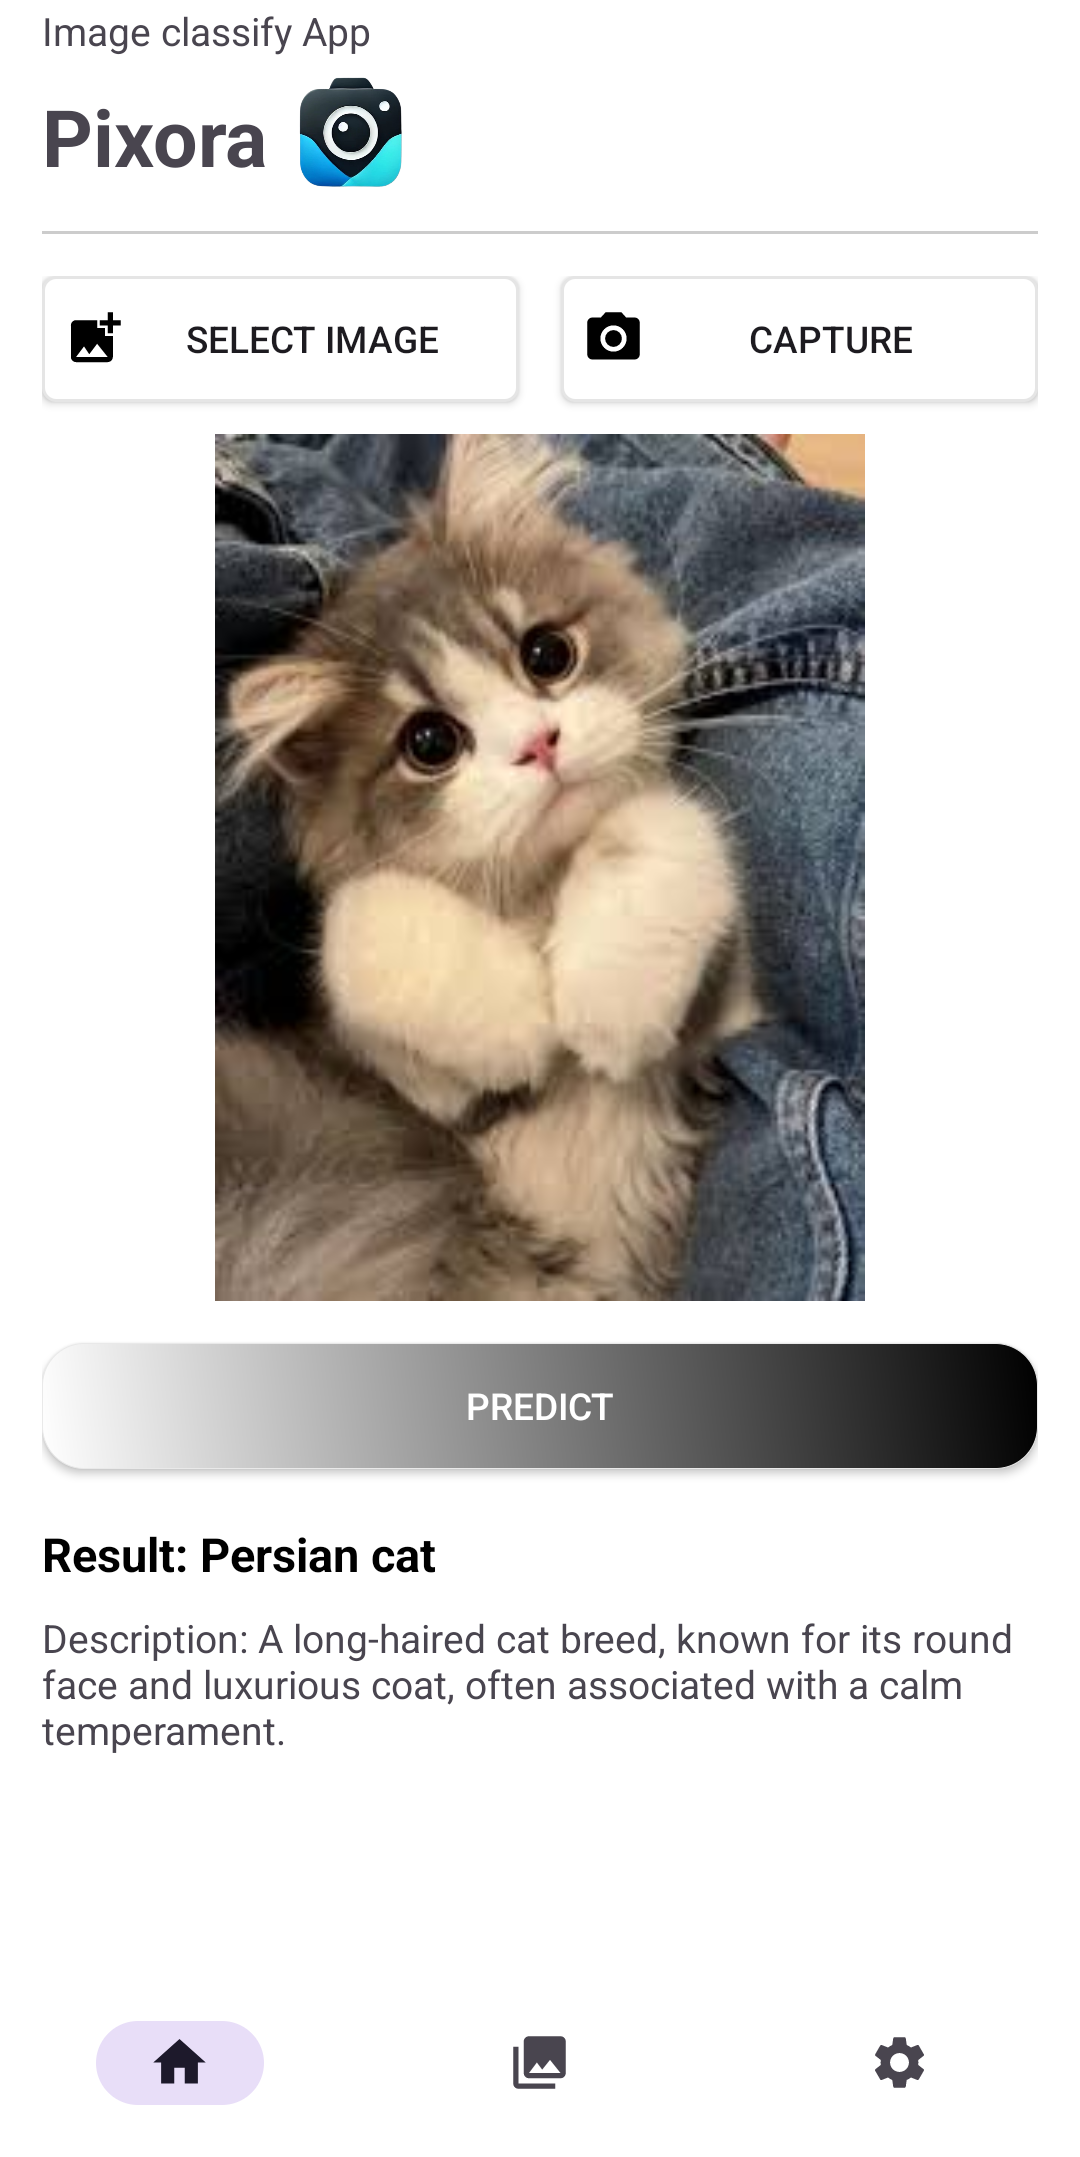 Image classify App
Pixora
SELECT IMAGE
CAPTURE
PREDICT
Result: Persian cat
Description: A long-haired cat breed, known for its round
face and luxurious coat, often associated with a calm
temperament.